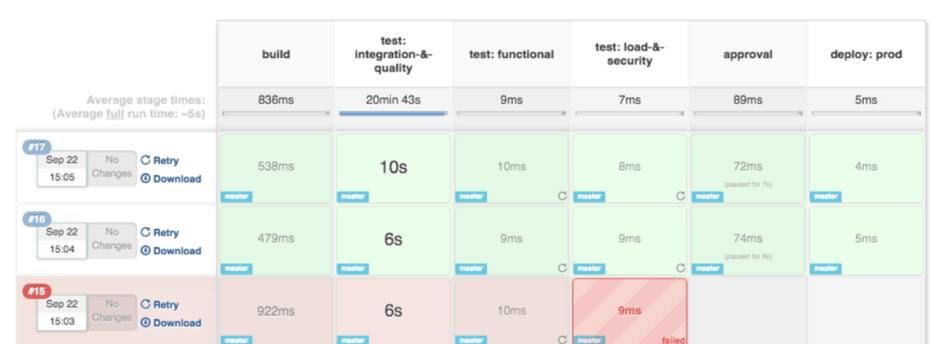 build
test: integration-&-quality
test: functional
test: load-&-security
approval
deploy: prod
Average stage times:
836ms
20min 43s
9ms
7ms
89ms
5ms
(Average full run time: ~5s)
#17
Sep 22
15:05
No
Changes
Retry
Download
538ms
master
10s
master
10ms
master
8ms
master
72ms
(paused for 7s)
master
4ms
master
#16
Sep 22
15:04
No
Changes
Retry
Download
479ms
master
6s
master
9ms
master
9ms
master
74ms
(paused for 6s)
master
5ms
master
#15
Sep 22
15:03
No
Changes
Retry
Download
922ms
master
6s
master
10ms
master
9ms
master
failed